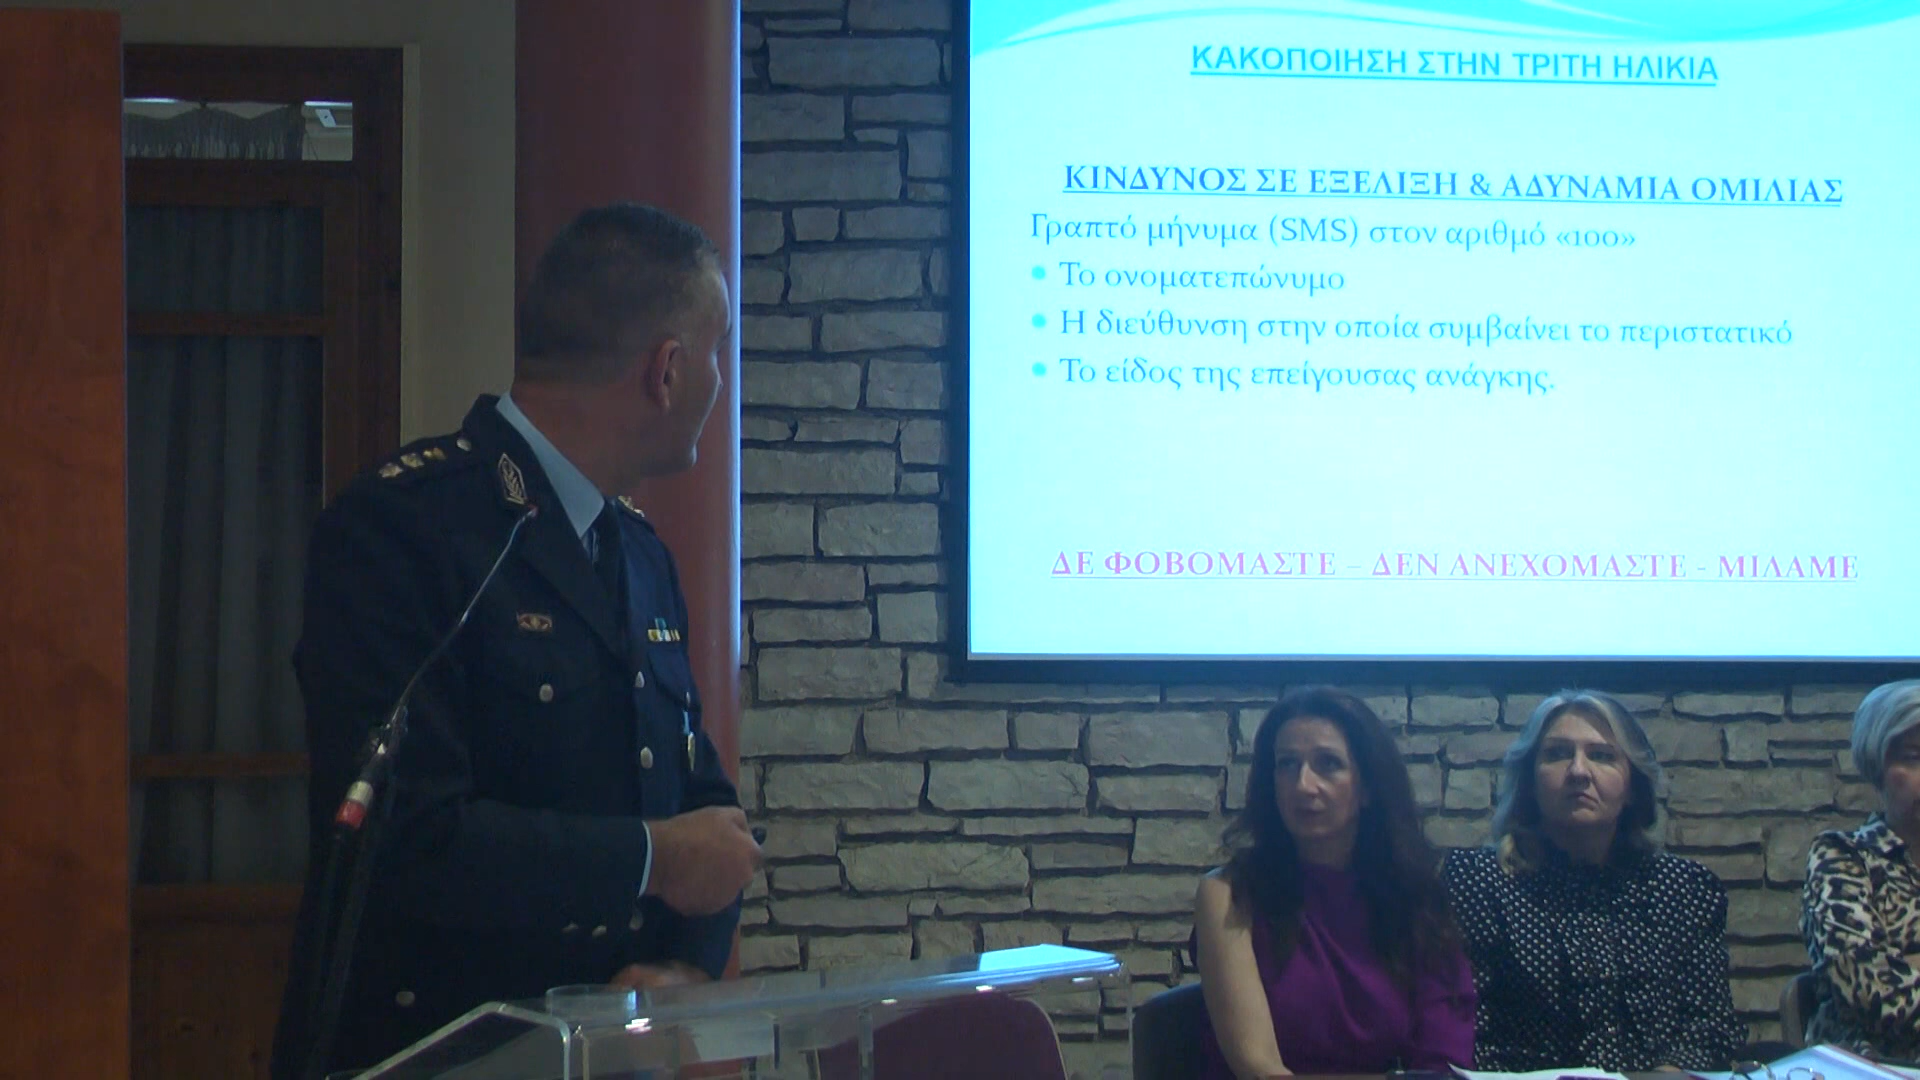 ΚΑΚΟΠΟΙΗΣΗ ΣΤΗΝ ΤΡΙΤΗ ΗΛΙΚΙΑ
ΚΙΝΔΥΝΟΣ ΣΕ ΕΞΕΛΙΞΗ & ΑΔΥΝΑΜΙΑ ΟΜΙΛΙΑΣ
Γραπτό μήνυμα (SMS) στον αριθμό «100»
• Το ονοματεπώνυμο
• Η διεύθυνση στην οποία συμβαίνει το περιστατικό
• Το είδος της επείγουσας ανάγκης.
ΔΕ ΦΟΒΟΜΑΣΤΕ – ΔΕΝ ΑΝΕΧΟΜΑΣΤΕ - ΜΙΛΑΜΕ